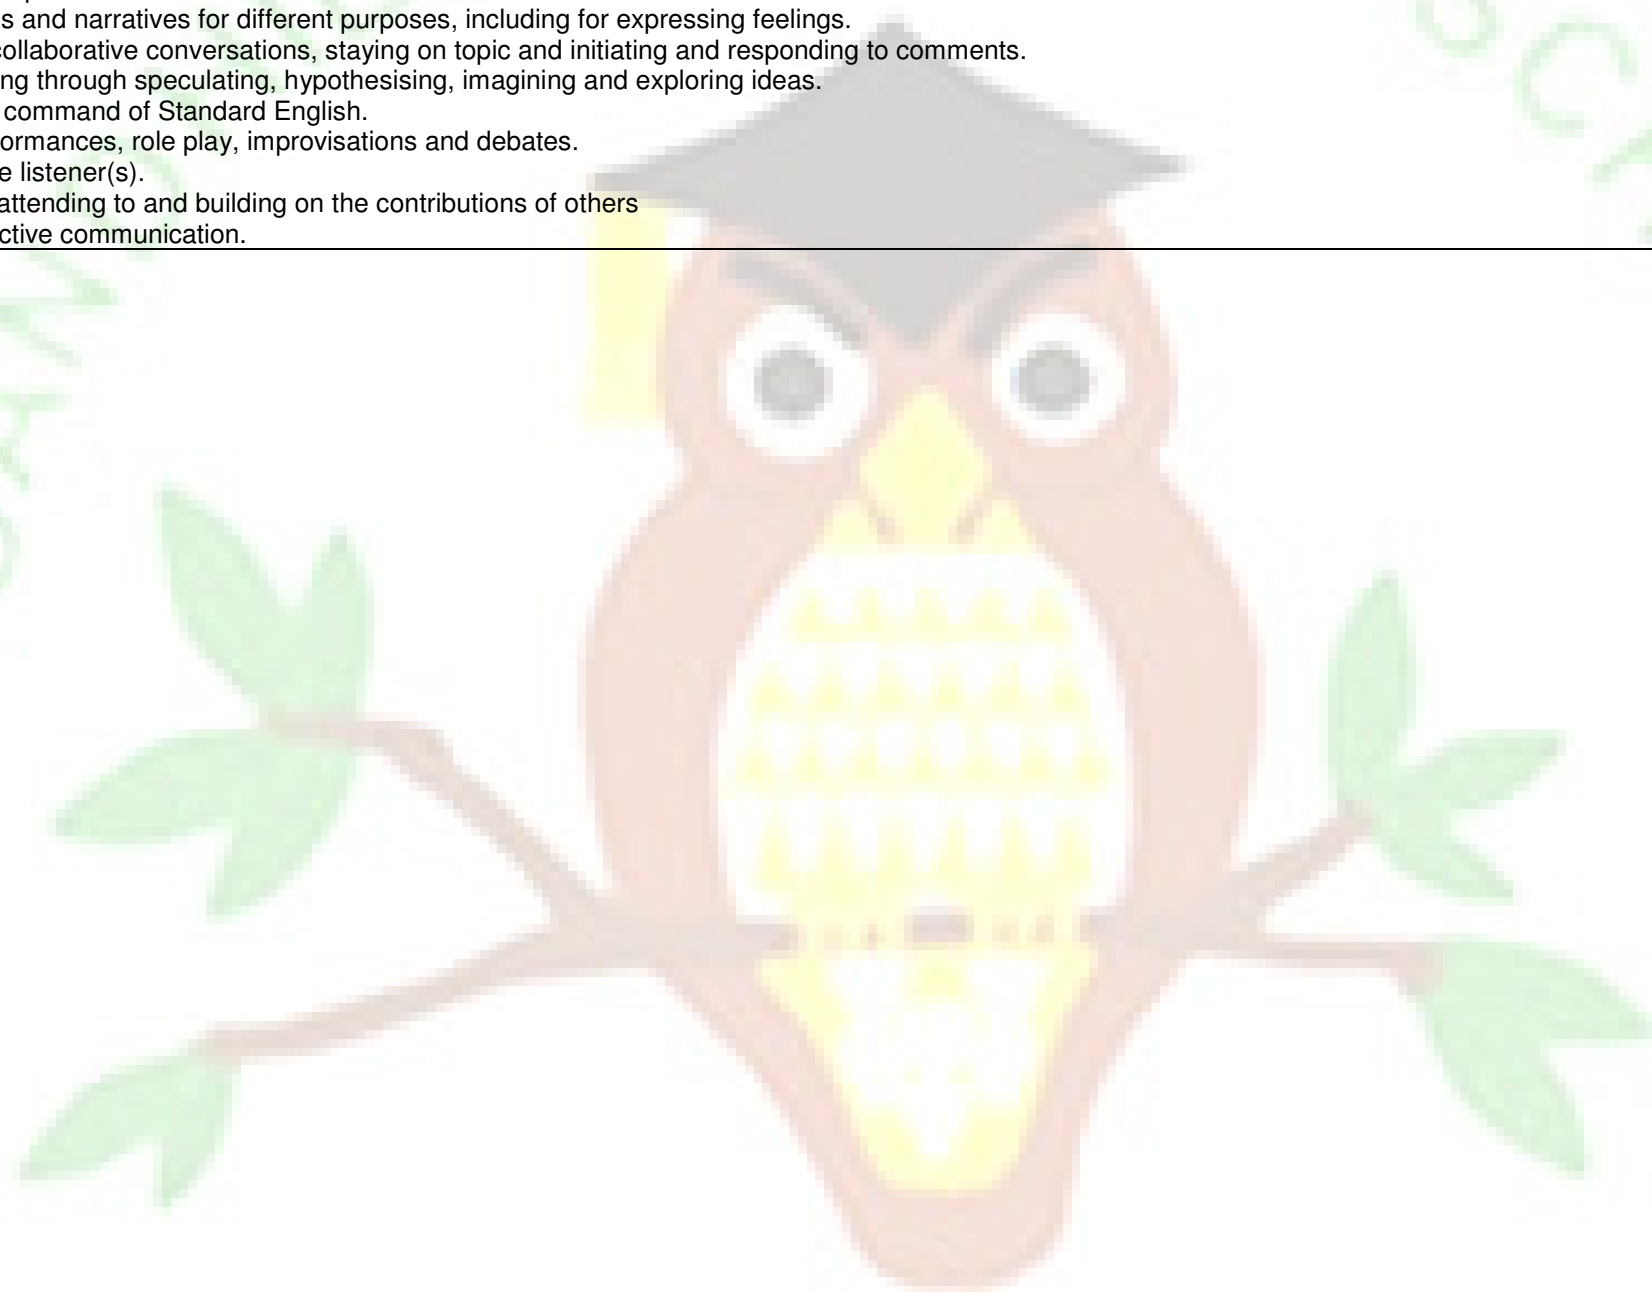 s and narratives for different purposes, including for expressing feelings.
collaborative conversations, staying on topic and initiating and responding to comments.
ng through speculating, hypothesising, imagining and exploring ideas.
command of Standard English.
ormances, role play, improvisations and debates.
e listener(s).
attending to and building on the contributions of others
ctive communication.